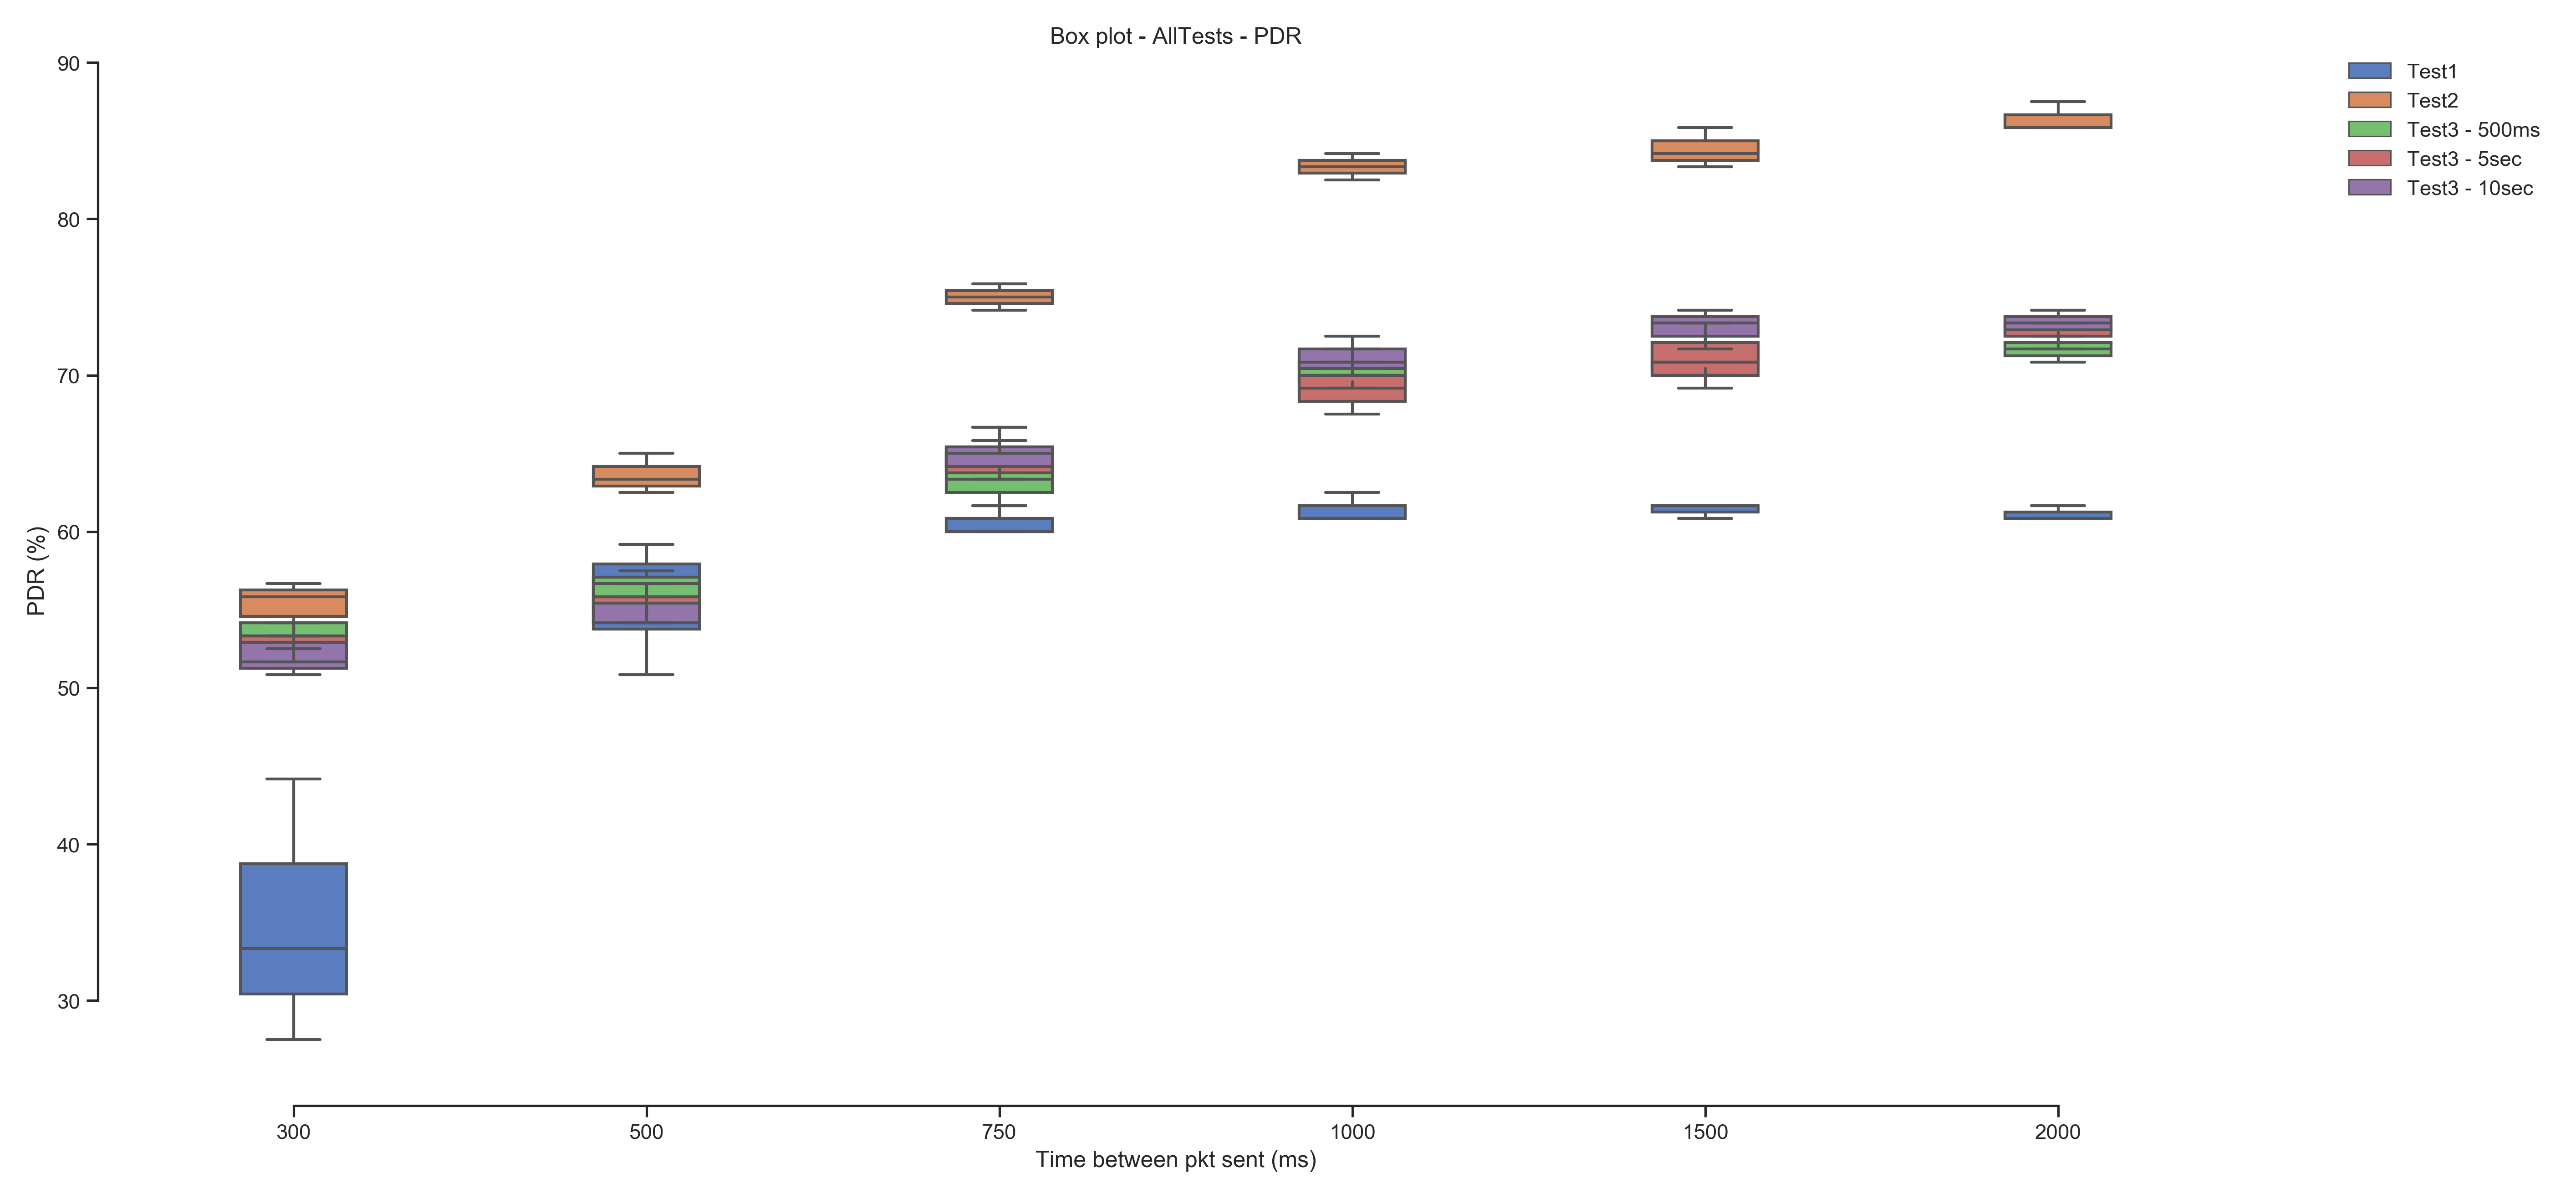 Box plot - AllTests - PDR
90
80
70
60
50
40
30
PDR (%)
300
500
750
1000
1500
2000
Time between pkt sent (ms)
Test1
Test2
Test3 - 500ms
Test3 - 5sec
Test3 - 10sec